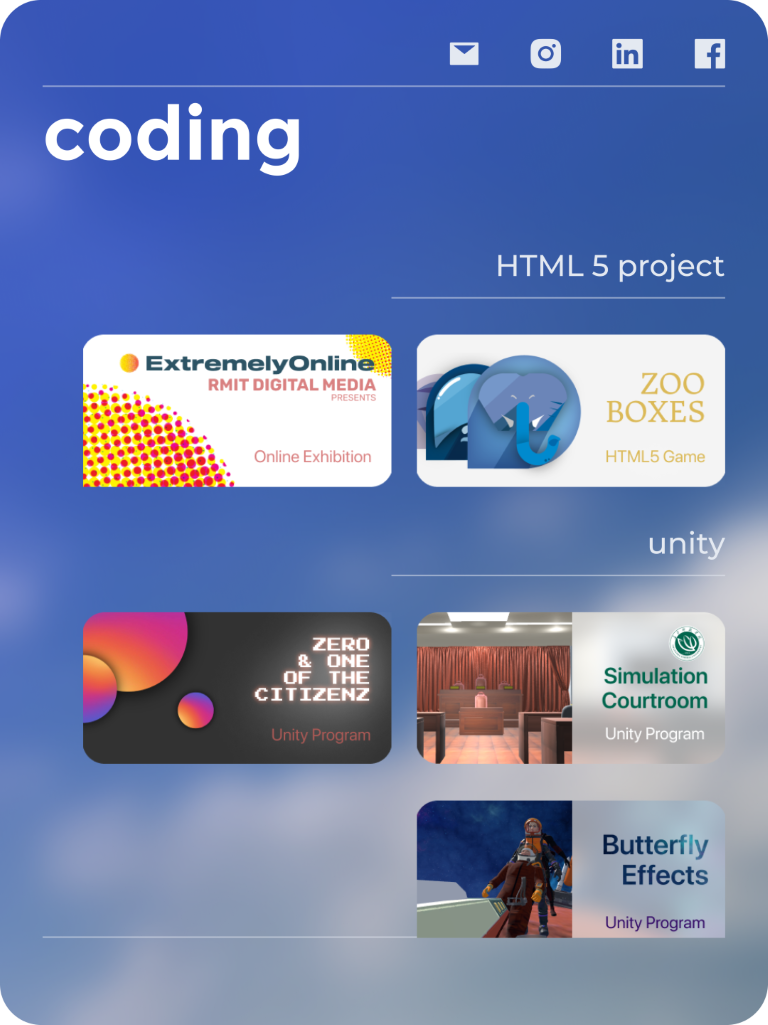 coding
HTML 5 project
ExtremelyOnline
RMIT DIGITAL MEDIA
PRESENTS
Online Exhibition
ZOO
BOXES
HTML5 Game
unity
ZERO
& ONE
OF THE
CITIZENZ
Unity Program
Simulation
Courtroom
Unity Program
Butterfly
Effects
Unity Program